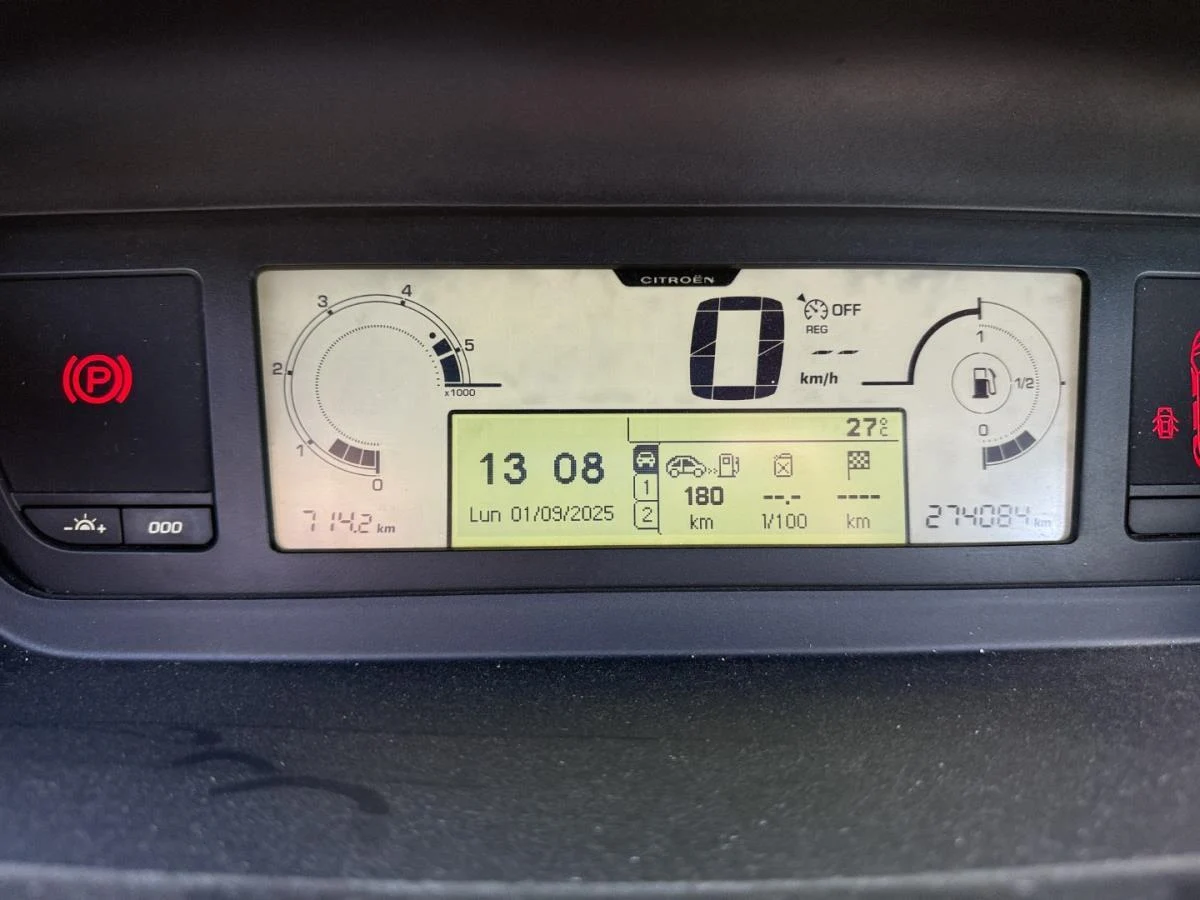 CITROËN
3
4
2
5
x1000
1
0
714.2 km
0
km/h
OFF
REG
-- --
1
1/2
0
27°C
13 08
Lun 01/09/2025
1
2
180
km
--.-
1/100
----
km
274084 km
P
- +
000